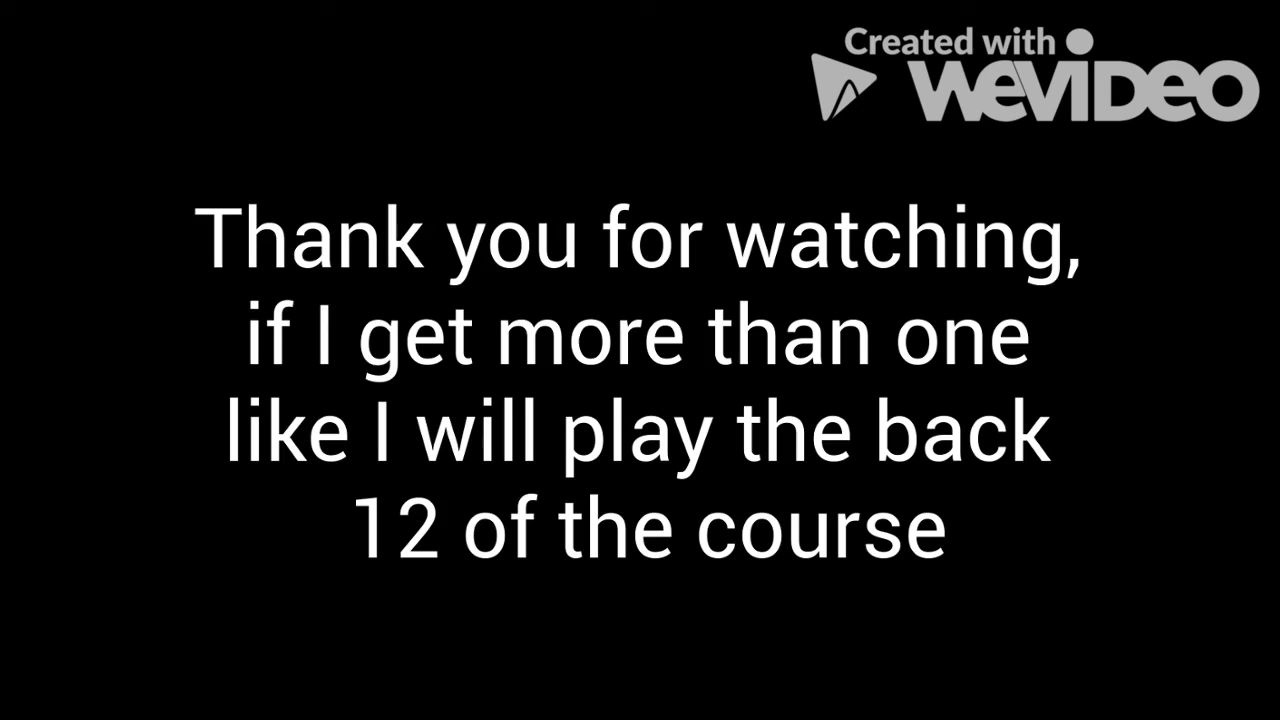 Created with
WEVIDEO
Thank you for watching,
if I get more than one
like I will play the back
12 of the course